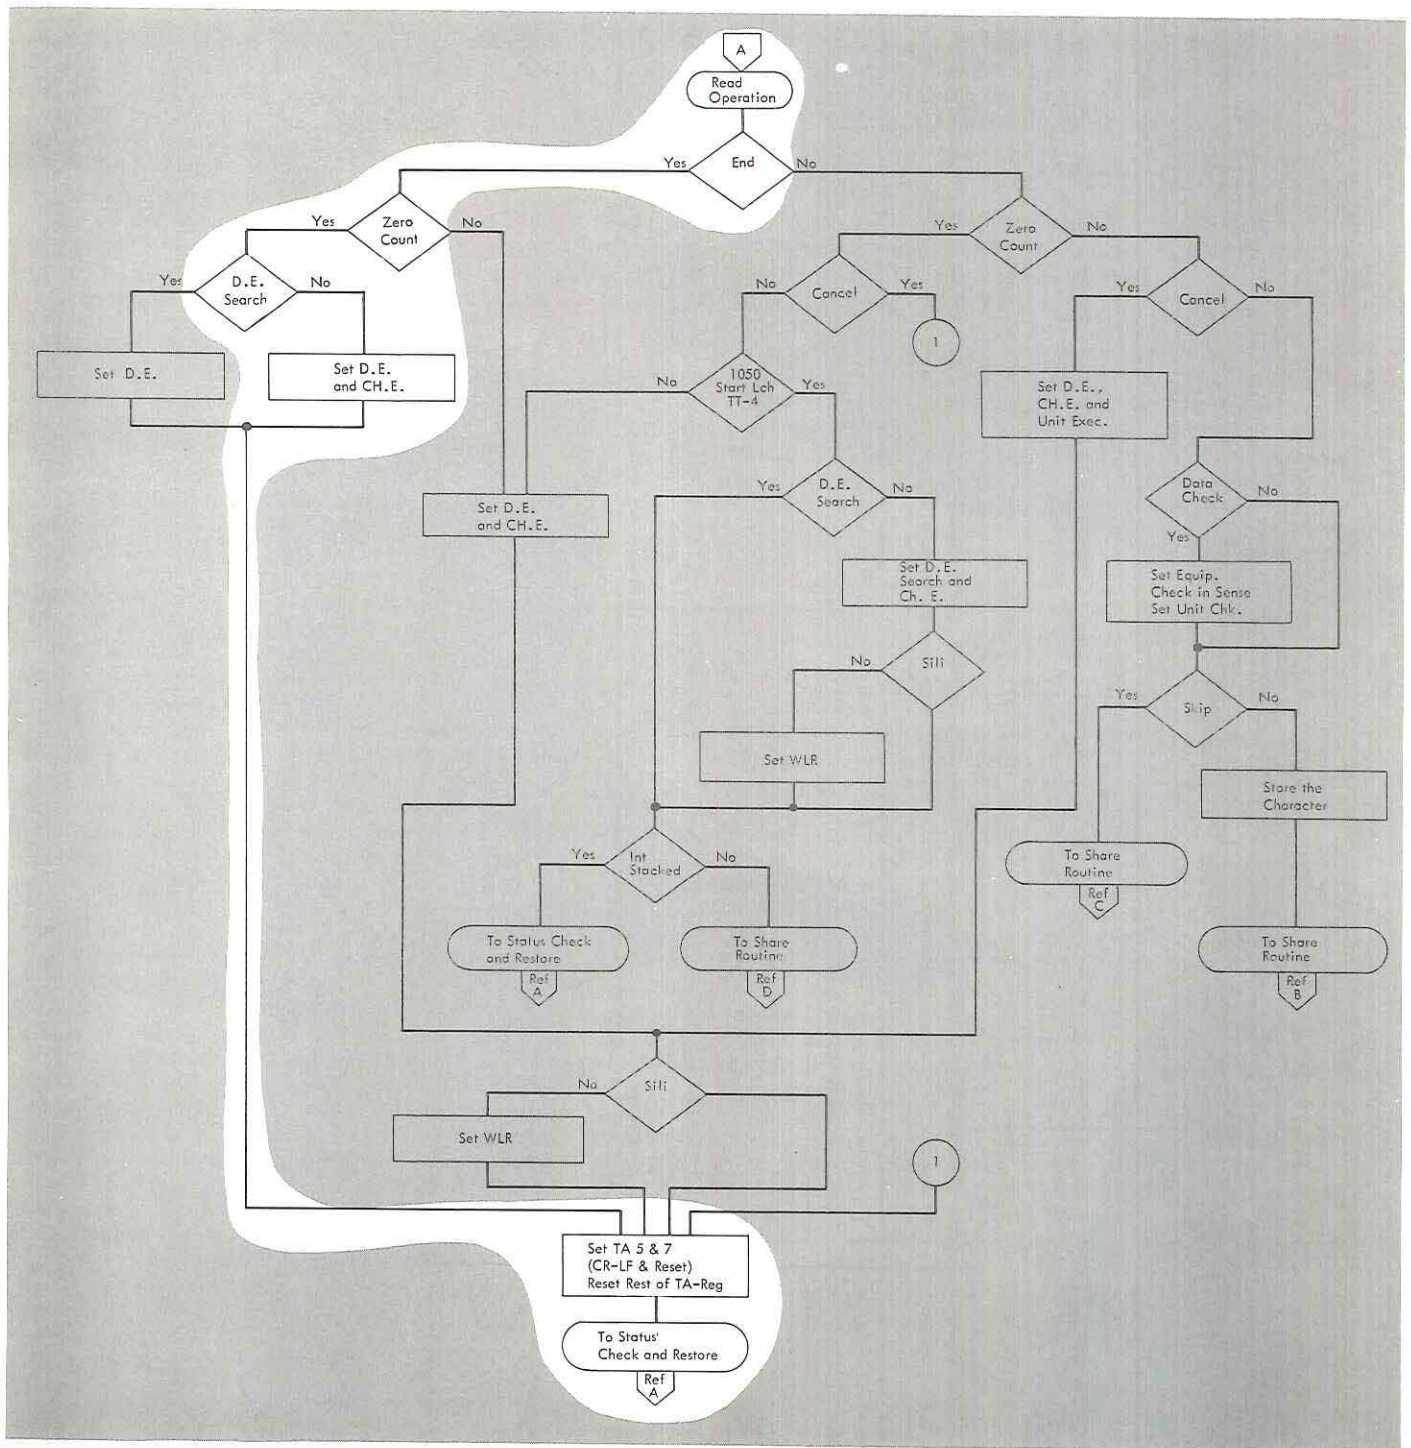 A
Read
Operation
Yes
End
No
Yes
Zero
Count
No
Yes
Zero
Count
No
Yes
D.E.
Search
No
No
Cancel
Yes
Yes
Cancel
No
1
Set D.E.
Set D.E.
and CH.E.
No
1050
Start Lch
TT-4
Yes
Set D.E.,
CH.E. and
Unit Exec.
Yes
D.E.
Search
No
Data
Check
No
Yes
Set D.E.
and CH.E.
Set D.E.
Search and
Ch. E.
Set Equip.
Check in Sense
Set Unit Chk.
No
Sili
Yes
Skip
No
Set WLR
Store the
Character
Yes
Int
Stacked
No
To Share
Routine
Ref
C
To Status Check
and Restore
Ref
A
To Share
Routine
Ref
D
To Share
Routine
Ref
B
No
Sili
Set WLR
1
Set TA 5 & 7
(CR-LF & Reset)
Reset Rest of TA-Reg
To Status'
Check and Restore
Ref
A